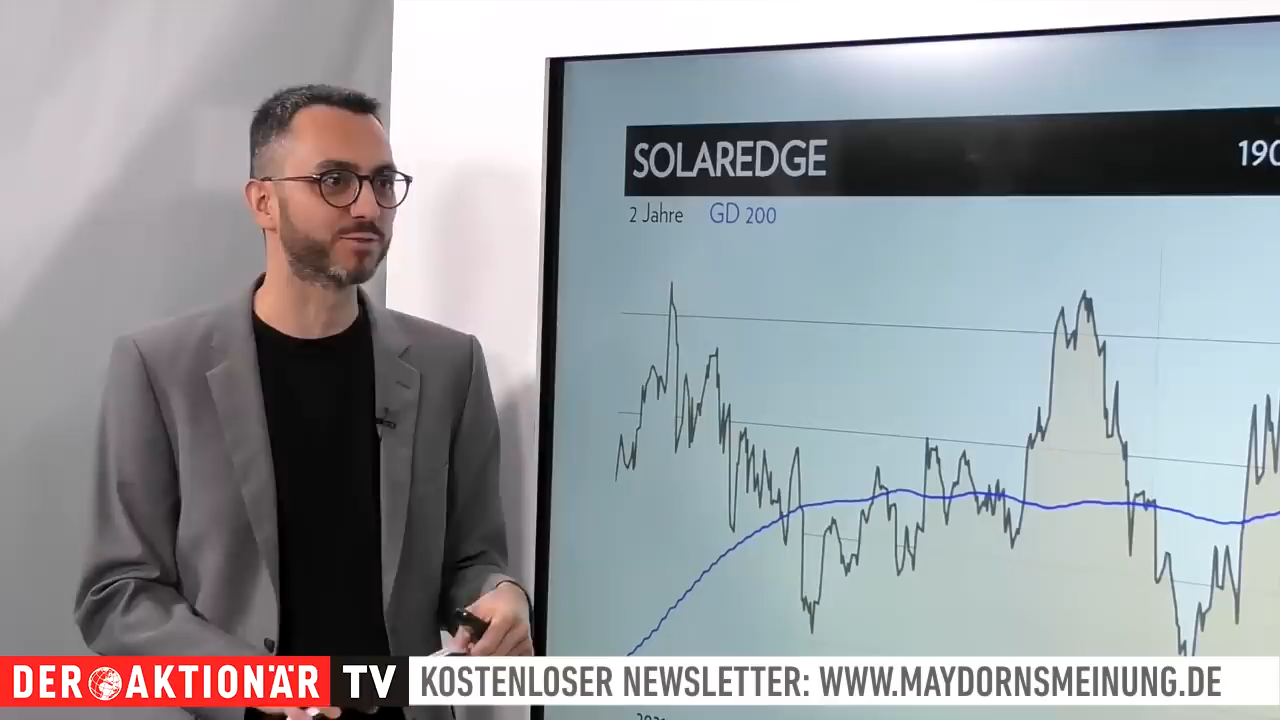 SOLAREDGE
190
2 Jahre GD 200
DER AKTIONÄR TV KOSTENLOSER NEWSLETTER: WWW.MAYDORNSMEINUNG.DE